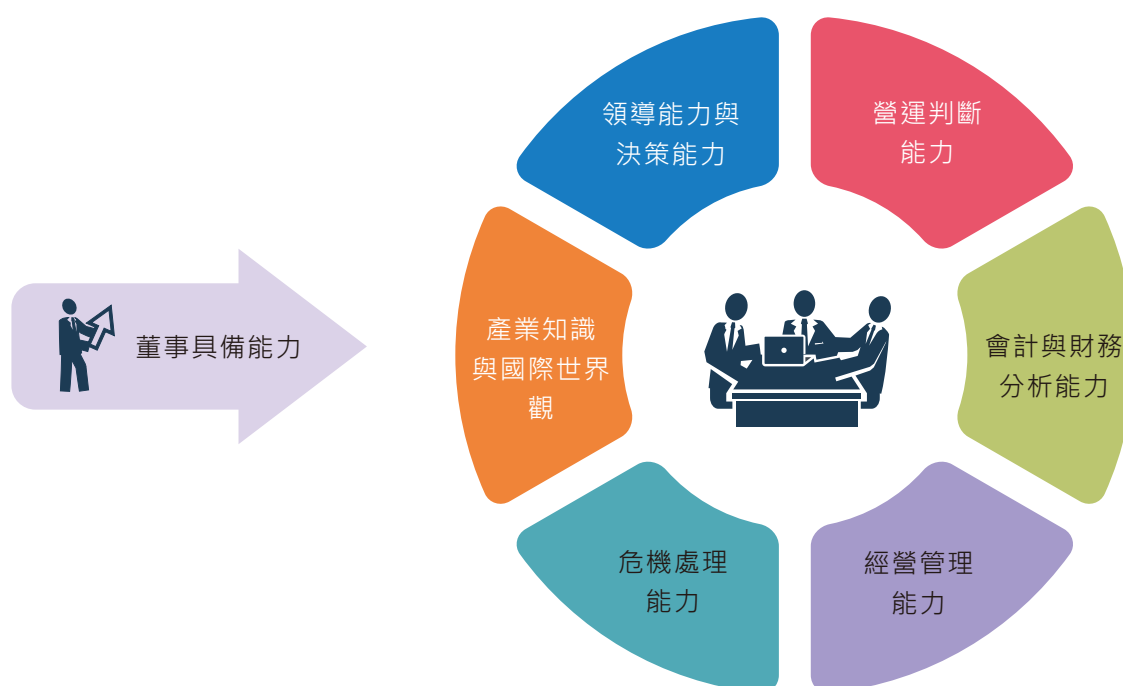 董事具備能力
領導能力與
決策能力
營運判斷
能力
會計與財務
分析能力
經營管理
能力
危機處理
能力
產業知識
與國際世界
觀